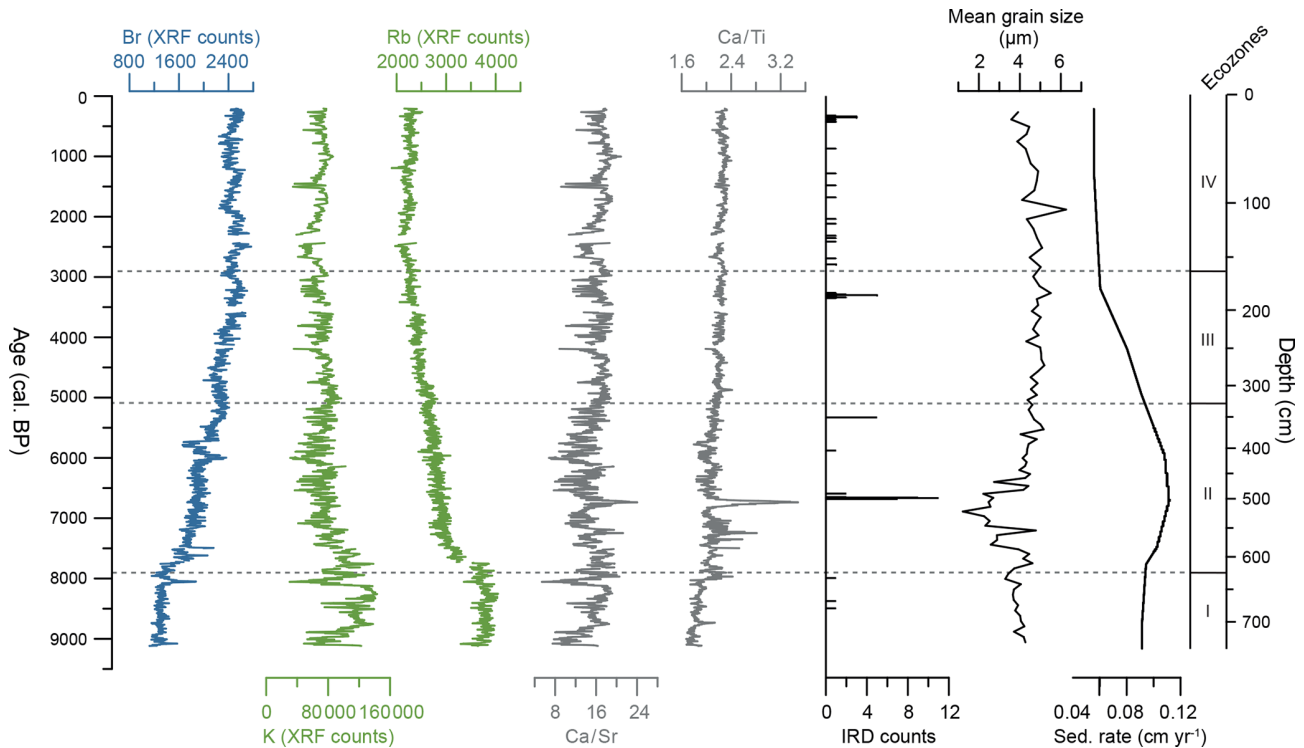 Br (XRF counts)
800 1600 2400
Rb (XRF counts)
2000 3000 4000
Ca/Ti
1.6 2.4 3.2
Mean grain size
(µm)
2 4 6
Ecozones
Age (cal. BP)
0
1000
2000
3000
4000
5000
6000
7000
8000
9000
IV
III
II
I
0
100
200
300
400
500
600
700
Depth (cm)
0 80000 160000
K (XRF counts)
8 16 24
Ca/Sr
0 4 8 12
IRD counts
0.04 0.08 0.12
Sed. rate (cm yr⁻¹)